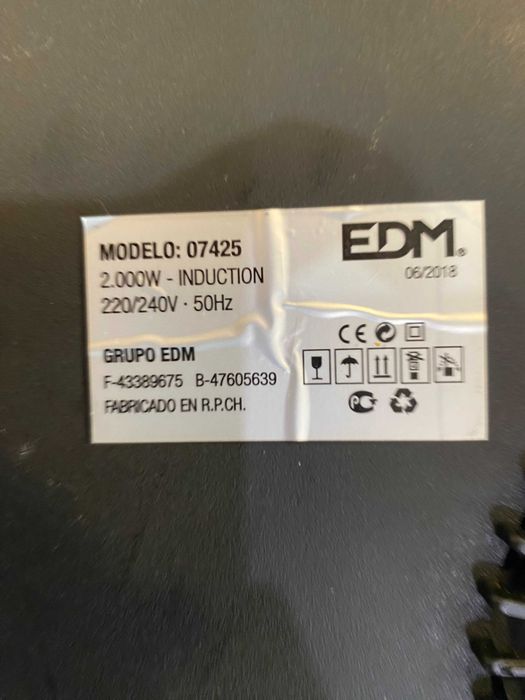 MODELO: 07425
2.000W - INDUCTION
220/240V · 50Hz
GRUPO EDM
F-43389675 B-47605639
FABRICADO EN R.P.CH.
EDM®
06/2018
CE